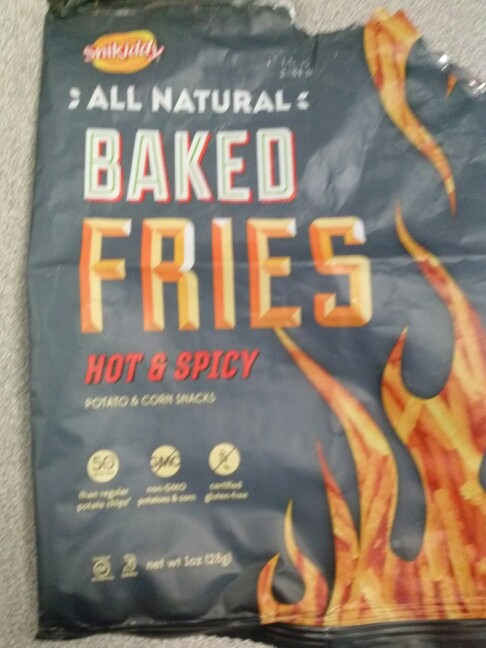 Snikiddy
ALL NATURAL
BAKED
FRIES
HOT & SPICY
POTATO & CORN SNACKS
50
GMO
than regular
potato chips*
non-GMO
potatoes & corn
certified
gluten-free
net wt 1oz (28g)